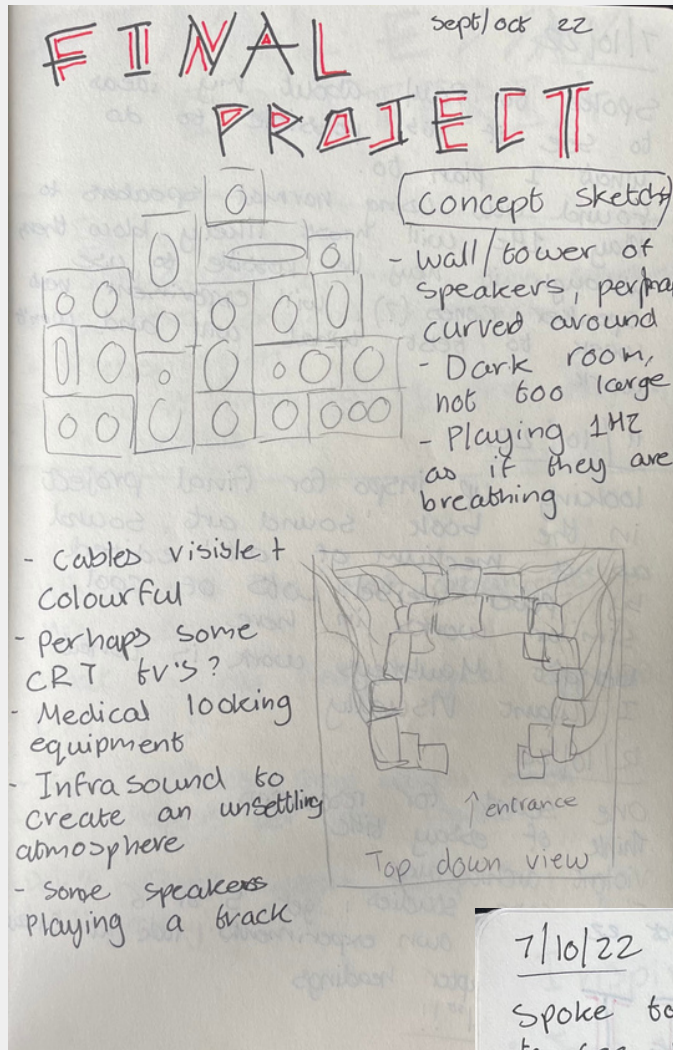 Sept/oct 22
FINAL
PROJECT
Concept Sketch
- Wall/tower of
speakers,
curved around
- Dark room,
not too large
- Playing 1HZ
as if they are
breathing
- Cables visible +
Colourful
- Perhaps some
CRT tv's?
- Medical looking
equipment
- Infrasound to
create an unsettling
atmosphere
- Some speakers
playing a track
↑ entrance
Top down view
7/10/22
Spoke